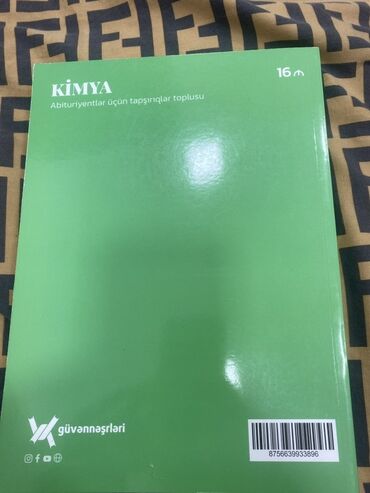 KİMYA
16 ₼
Abituriyentlər üçün tapşırıqlar toplusu
güvənnəşrləri
8756639933896